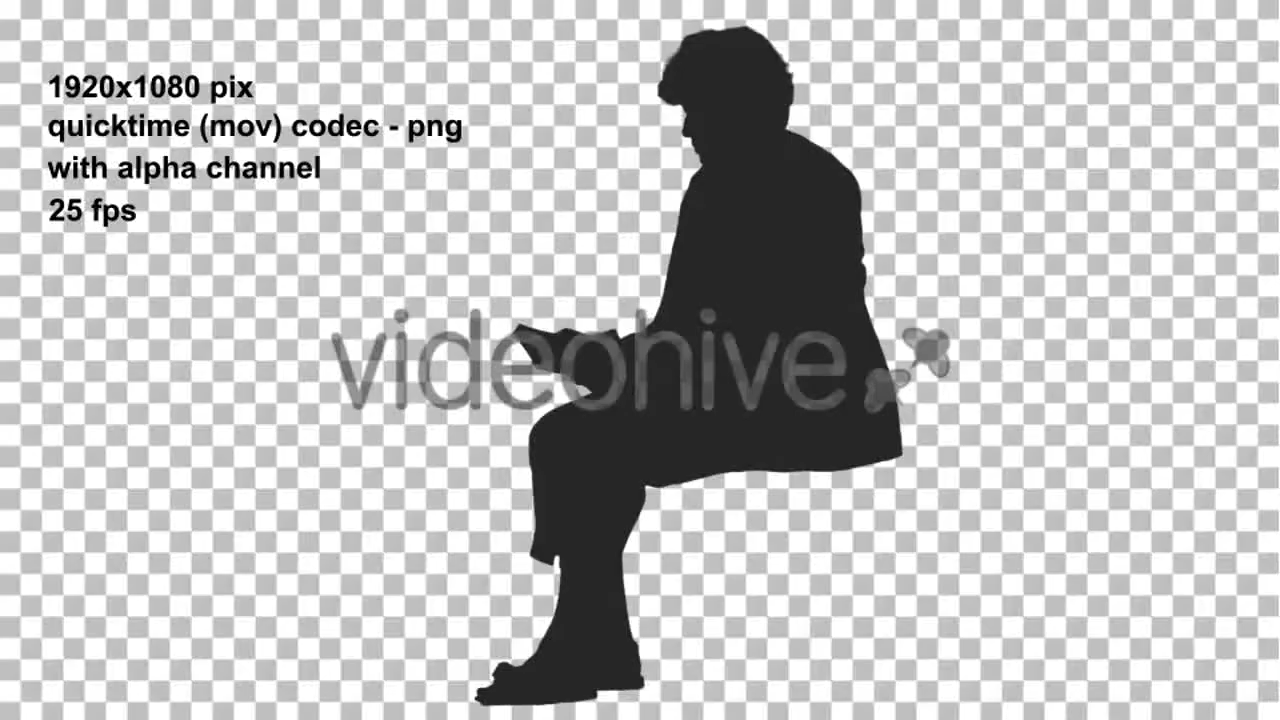 1920x1080 pix
quicktime (mov) codec - png
with alpha channel
25 fps
videohive